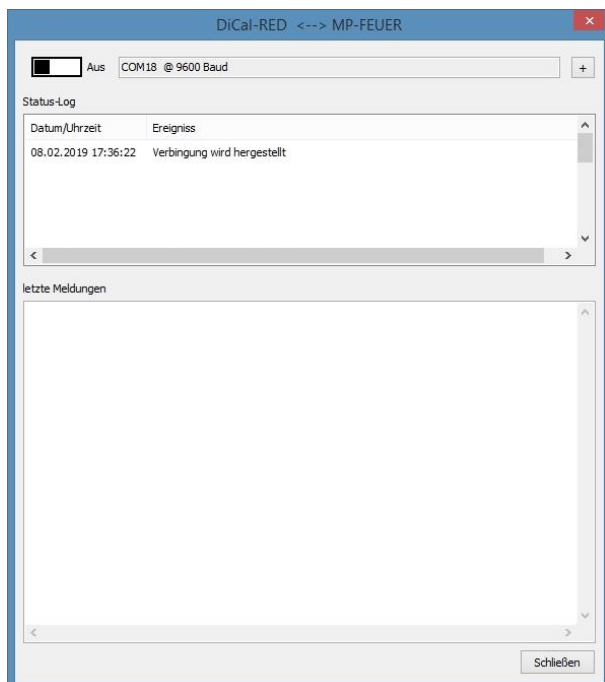 DiCal-RED <--> MP-FEUER
Aus COM18 @ 9600 Baud +
Status-Log
Datum/Uhrzeit Ereigniss
08.02.2019 17:36:22 Verbingung wird hergestellt
letzte Meldungen
Schließen